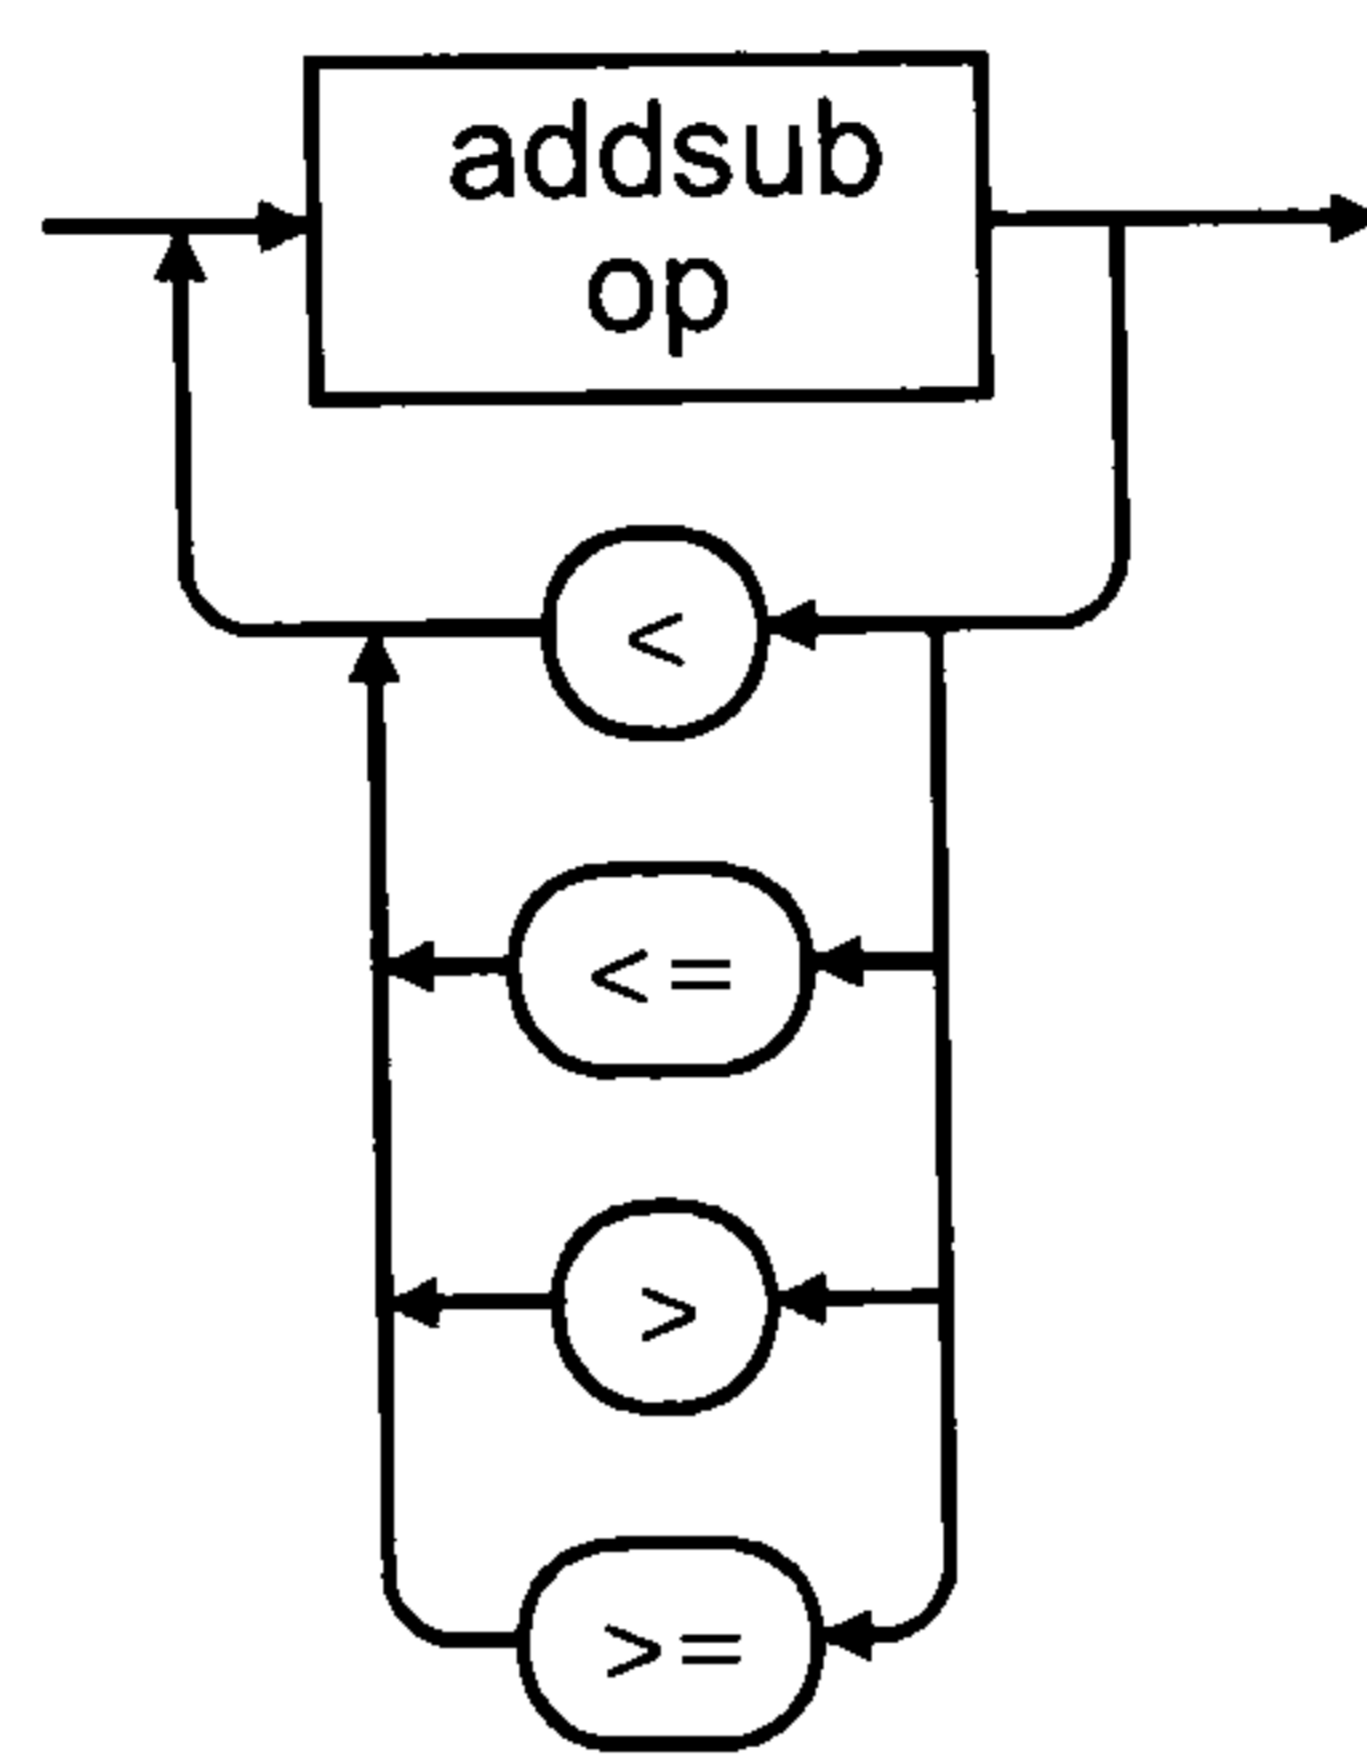 addsub
op
<
<=
>
>=